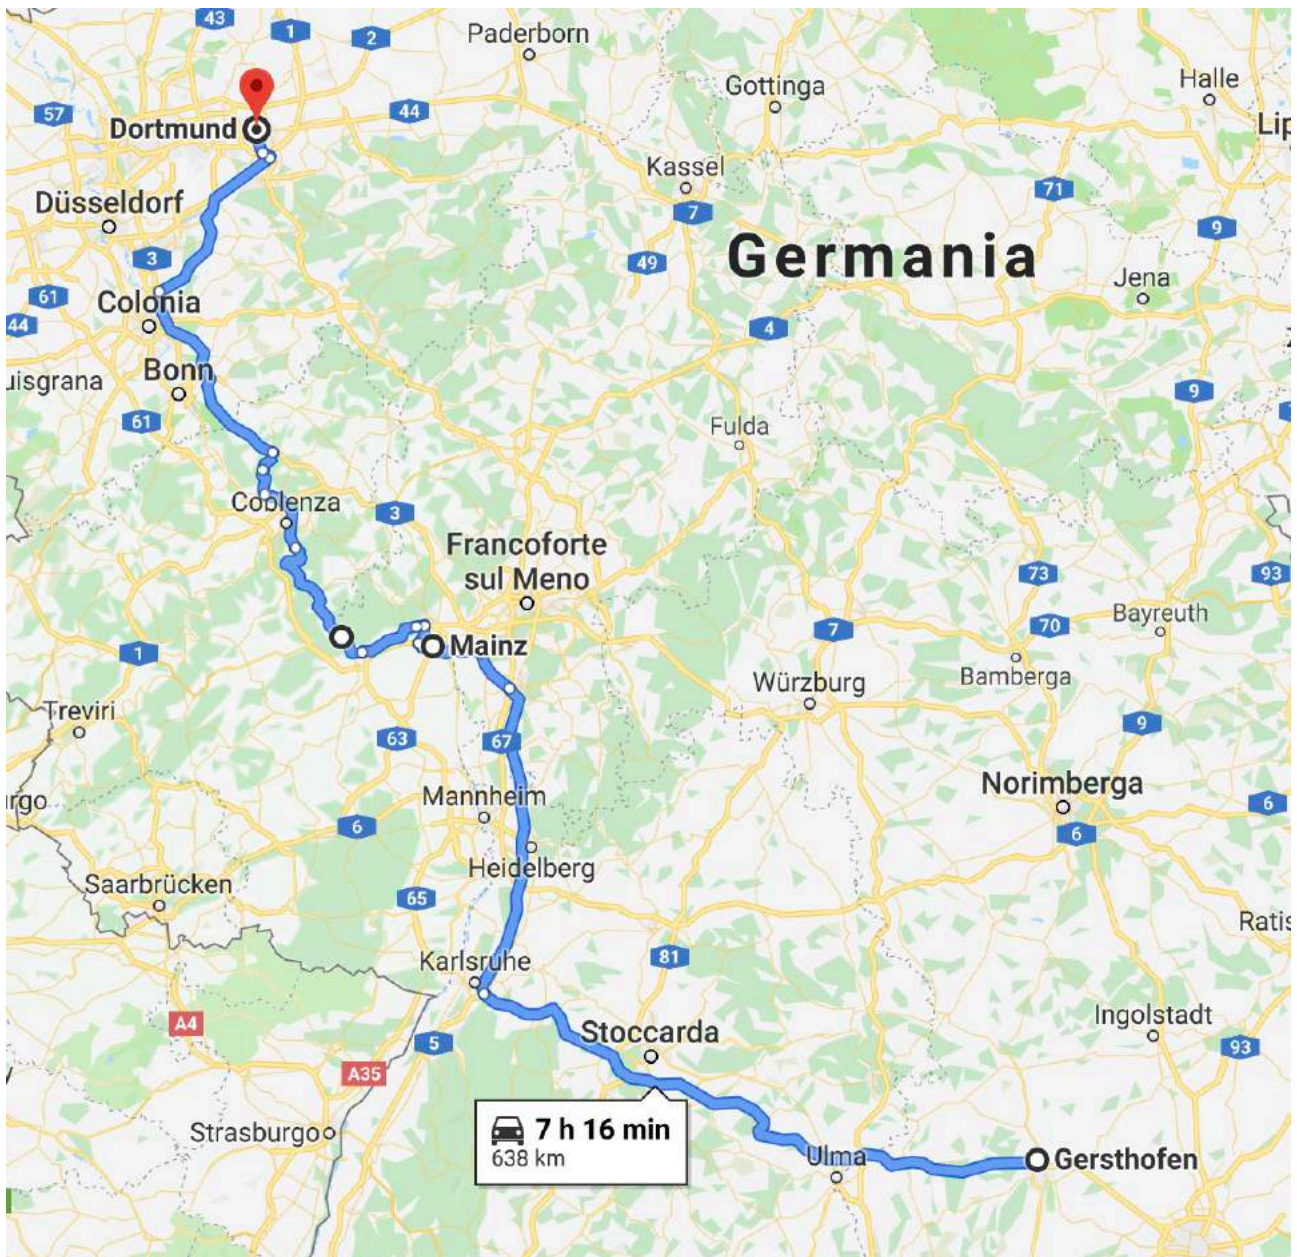 43
1
2
Paderborn
Gottinga
Halle
57
44
Dortmund
Lip
Kassel
71
Düsseldorf
7
9
3
49
Germania
61
Colonia
4
Jena
44
uisgrana
Bonn
9
61
Fulda
Coblenza
3
Francoforte
sul Meno
73
93
7
70
Bayreuth
Mainz
1
Bamberga
Würzburg
Treviri
63
67
9
Norimberga
rgo
Mannheim
6
6
6
Heidelberg
Saarbrücken
65
Ratis
Karlsruhe
81
Ingolstadt
A4
Stoccarda
5
93
A35
7 h 16 min
638 km
Strasburgo
Ulma
Gersthofen